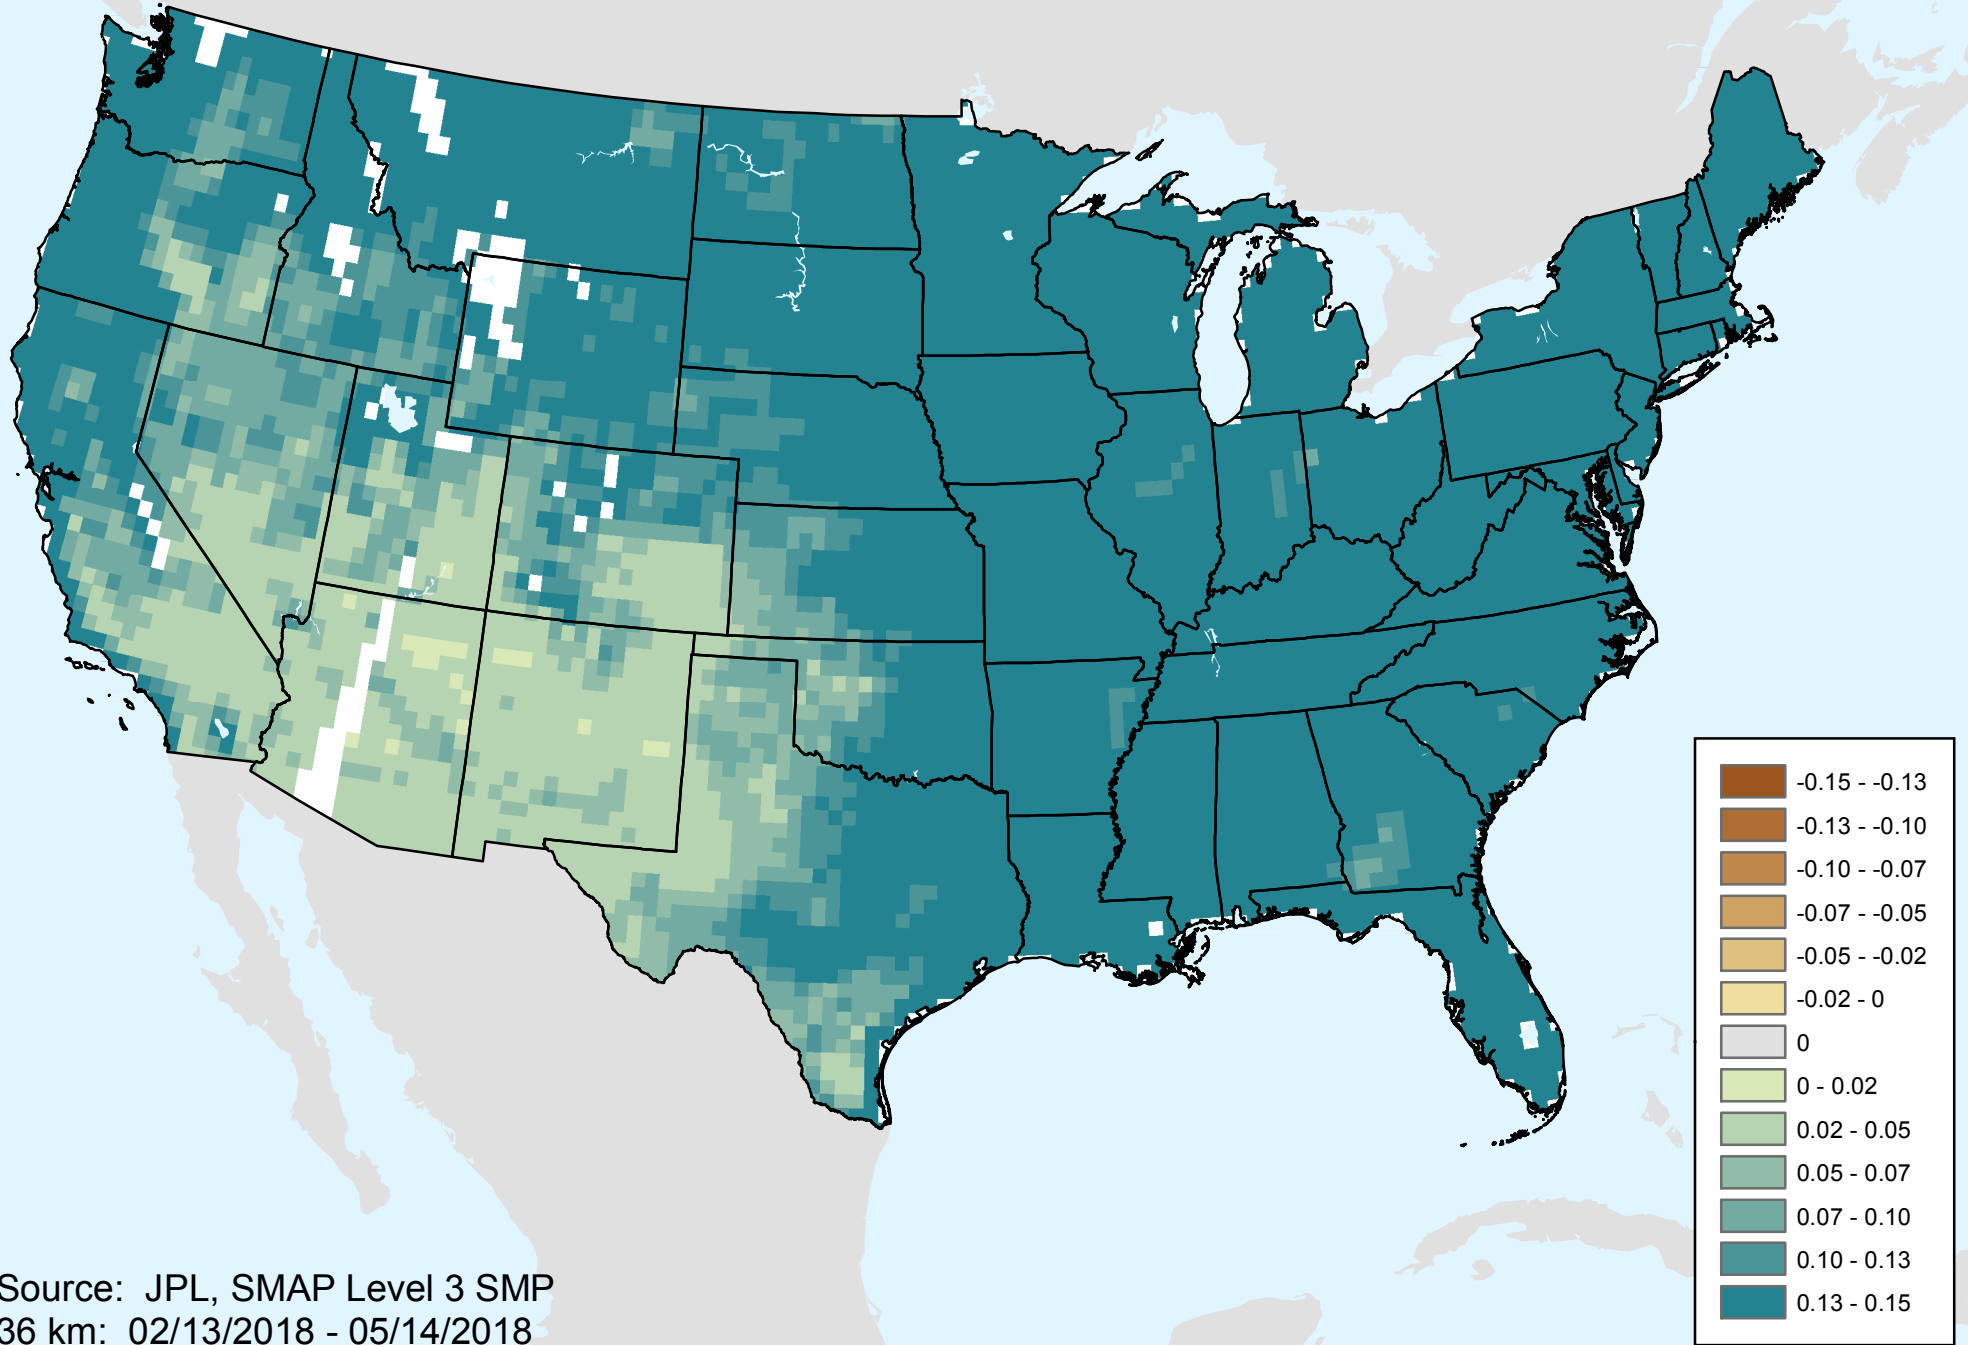 -0.15 - -0.13
-0.13 - -0.10
-0.10 - -0.07
-0.07 - -0.05
-0.05 - -0.02
-0.02 - 0
0
0 - 0.02
0.02 - 0.05
0.05 - 0.07
0.07 - 0.10
0.10 - 0.13
0.13 - 0.15
Source: JPL, SMAP Level 3 SMP
36 km: 02/13/2018 - 05/14/2018